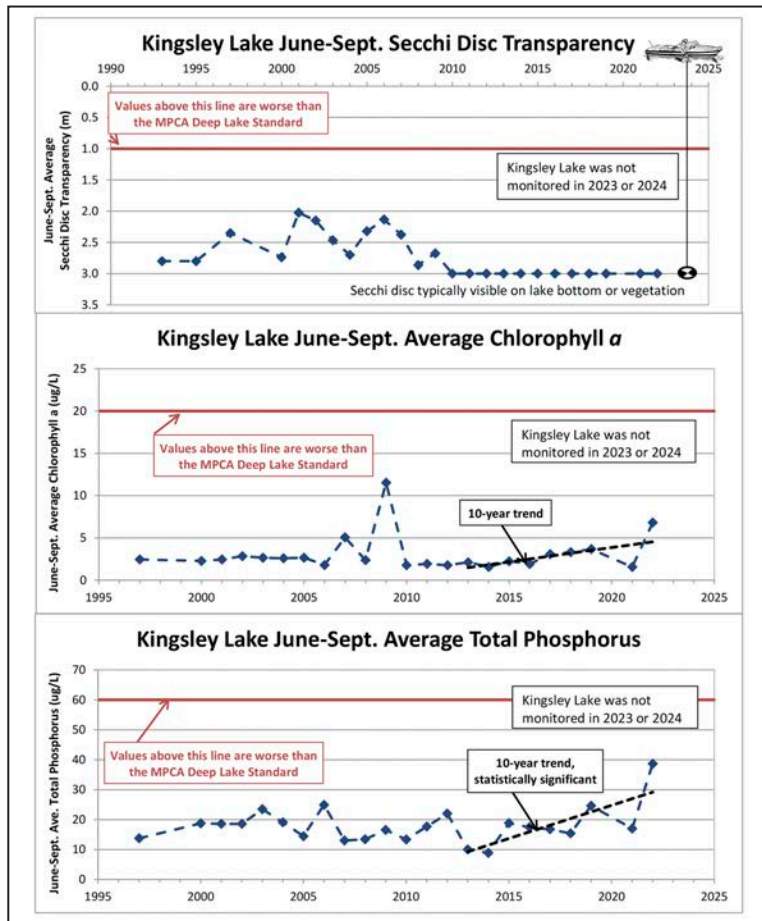 Kingsley Lake June-Sept. Secchi Disc Transparency
1990 1995 2000 2005 2010 2015 2020 2025
0.0
0.5
1.0
1.5
2.0
2.5
3.0
3.5
June-Sept. Average
Secchi Disc Transparency (m)
Values above this line are worse than
the MPCA Deep Lake Standard
Kingsley Lake was not
monitored in 2023 or 2024
Secchi disc typically visible on lake bottom or vegetation
Kingsley Lake June-Sept. Average Chlorophyll a
25
20
15
10
5
0
June-Sept. Average Chlorophyll a (ug/L)
Values above this line are worse than
the MPCA Deep Lake Standard
Kingsley Lake was not
monitored in 2023 or 2024
10-year trend
1995 2000 2005 2010 2015 2020 2025
Kingsley Lake June-Sept. Average Total Phosphorus
70
60
50
40
30
20
10
0
June-Sept. Ave. Total Phosphorus (ug/L)
Kingsley Lake was not
monitored in 2023 or 2024
Values above this line are worse than
the MPCA Deep Lake Standard
10-year trend,
statistically significant
1995 2000 2005 2010 2015 2020 2025